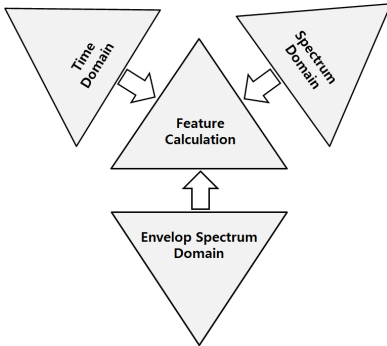 Time
Domain
Spectrum
Domain
Feature
Calculation
Envelop Spectrum
Domain